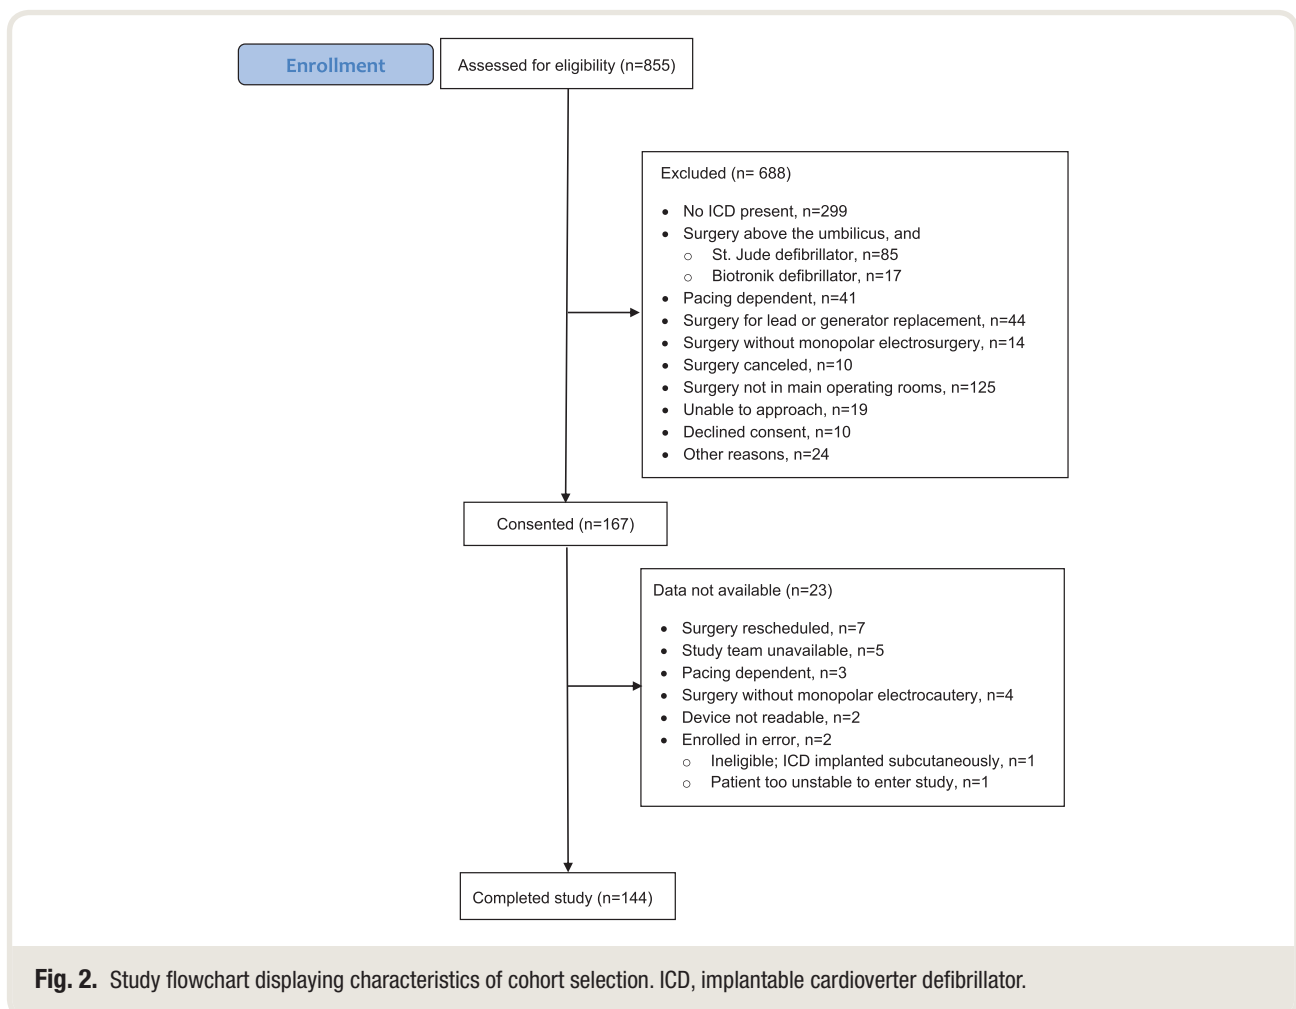 Enrollment
Assessed for eligibility (n=855)
Excluded (n= 688)
• No ICD present, n=299
• Surgery above the umbilicus, and
o St. Jude defibrillator, n=85
o Biotronik defibrillator, n=17
• Pacing dependent, n=41
• Surgery for lead or generator replacement, n=44
• Surgery without monopolar electrosurgery, n=14
• Surgery canceled, n=10
• Surgery not in main operating rooms, n=125
• Unable to approach, n=19
• Declined consent, n=10
• Other reasons, n=24
Consented (n=167)
Data not available (n=23)
• Surgery rescheduled, n=7
• Study team unavailable, n=5
• Pacing dependent, n=3
• Surgery without monopolar electrocautery, n=4
• Device not readable, n=2
• Enrolled in error, n=2
o Ineligible; ICD implanted subcutaneously, n=1
o Patient too unstable to enter study, n=1
Completed study (n=144)
Fig. 2. Study flowchart displaying characteristics of cohort selection. ICD, implantable cardioverter defibrillator.